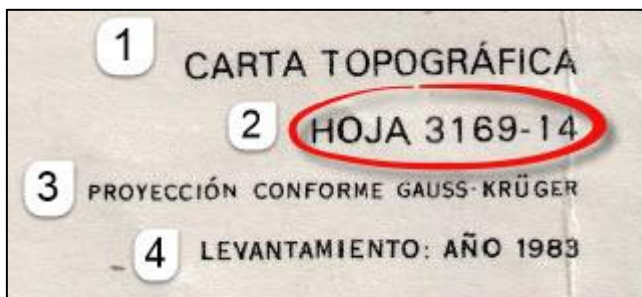 1 CARTA TOPOGRÁFICA
2 HOJA 3169-14
3 PROYECCIÓN CONFORME GAUSS-KRÜGER
4 LEVANTAMIENTO: AÑO 1983